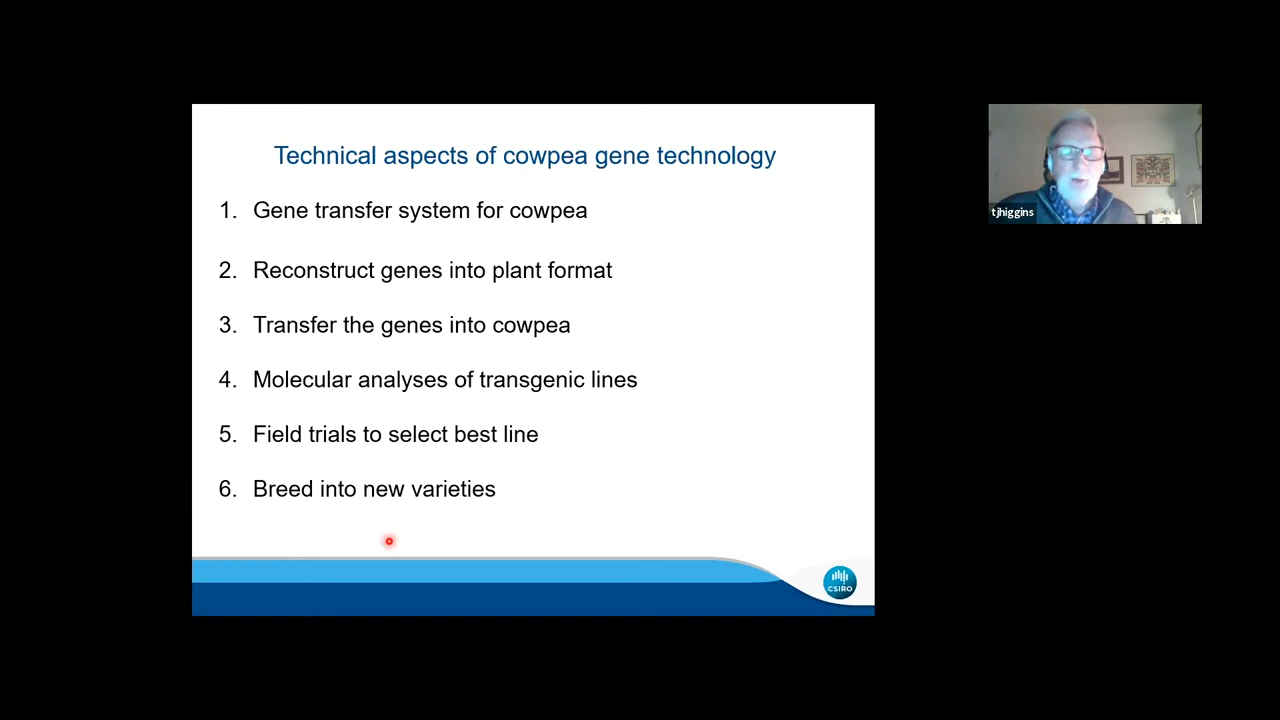 Technical aspects of cowpea gene technology
1. Gene transfer system for cowpea
2. Reconstruct genes into plant format
3. Transfer the genes into cowpea
4. Molecular analyses of transgenic lines
5. Field trials to select best line
6. Breed into new varieties
CSIRO
tjhiggins